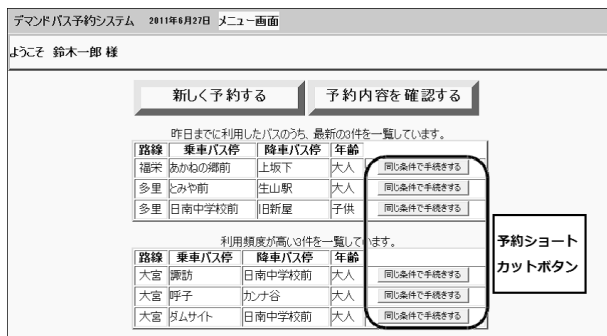 デマンドバス予約システム 2011年6月27日 メニュー画面
ようこそ 鈴木一郎 様
新しく予約する 予約内容を確認する
昨日までに利用したバスのうち、最新の3件を一覧しています。
路線 乗車バス停 降車バス停 年齢
福栄 あかねの郷前 上坂下 大人 同じ条件で手続きする
多里 とみや前 生山駅 大人 同じ条件で手続きする
多里 日南中学校前 旧新屋 子供 同じ条件で手続きする
利用頻度が高い3件を一覧しています。
路線 乗車バス停 降車バス停 年齢
大宮 諏訪 日南中学校前 大人 同じ条件で手続きする
大宮 呼子 カンナ谷 大人 同じ条件で手続きする
大宮 ダムサイト 日南中学校前 大人 同じ条件で手続きする
予約ショート
カットボタン